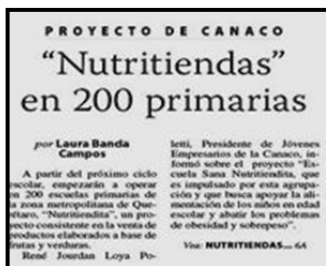 PROYECTO DE CANACO
“Nutritiendas”
en 200 primarias
por Laura Banda
Campos
A partir del próximo ciclo
escolar, empezarán a operar
en 200 escuelas primarias de
la zona metropolitana de Que-
rétaro, “Nutritiendita”, un pro-
yecto consistente en la venta de
productos elaborados a base de
frutas y verduras.
René Jourdan Loya Po-
letti, Presidente de Jóvenes
Empresarios de la Canaco, in-
formó sobre el proyecto “Es-
cuela Sana Nutritiendita, que
es impulsado por esta agrupa-
ción y que busca apoyar la ali-
mentación de los niños en edad
escolar y abatir los problemas
de obesidad y sobrepeso”.
Vea: NUTRITIENDAS... 6A